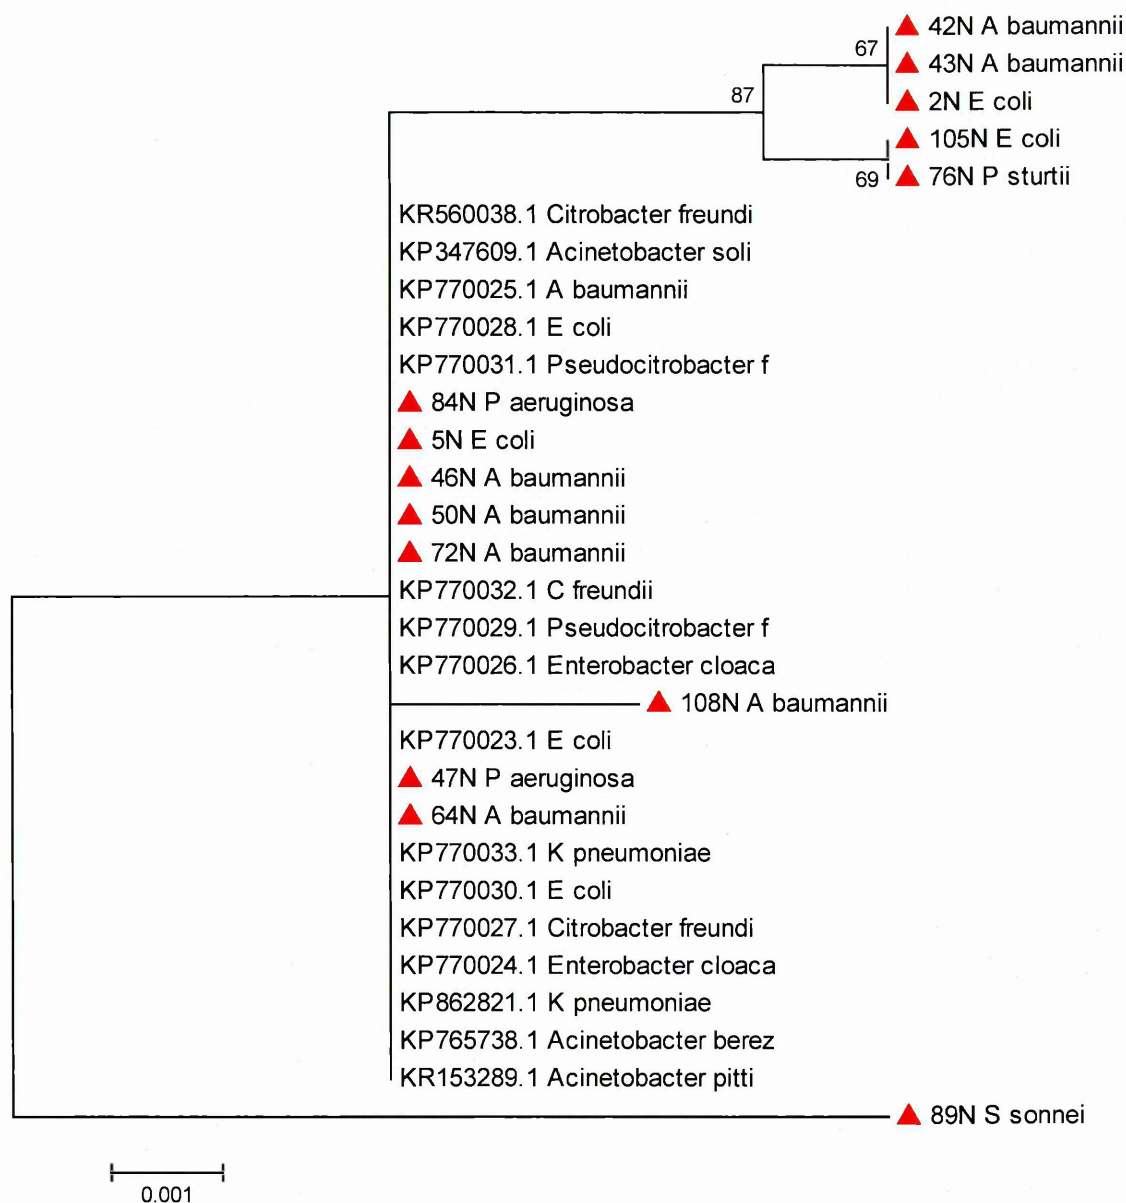 42N A baumannii
67
43N A baumannii
87
2N E coli
105N E coli
69
76N P sturtii
KR560038.1 Citrobacter freundi
KP347609.1 Acinetobacter soli
KP770025.1 A baumannii
KP770028.1 E coli
KP770031.1 Pseudocitrobacter f
84N P aeruginosa
5N E coli
46N A baumannii
50N A baumannii
72N A baumannii
KP770032.1 C freundii
KP770029.1 Pseudocitrobacter f
KP770026.1 Enterobacter cloaca
108N A baumannii
KP770023.1 E coli
47N P aeruginosa
64N A baumannii
KP770033.1 K pneumoniae
KP770030.1 E coli
KP770027.1 Citrobacter freundi
KP770024.1 Enterobacter cloaca
KP862821.1 K pneumoniae
KP765738.1 Acinetobacter berez
KR153289.1 Acinetobacter pitti
89N S sonnei
0.001